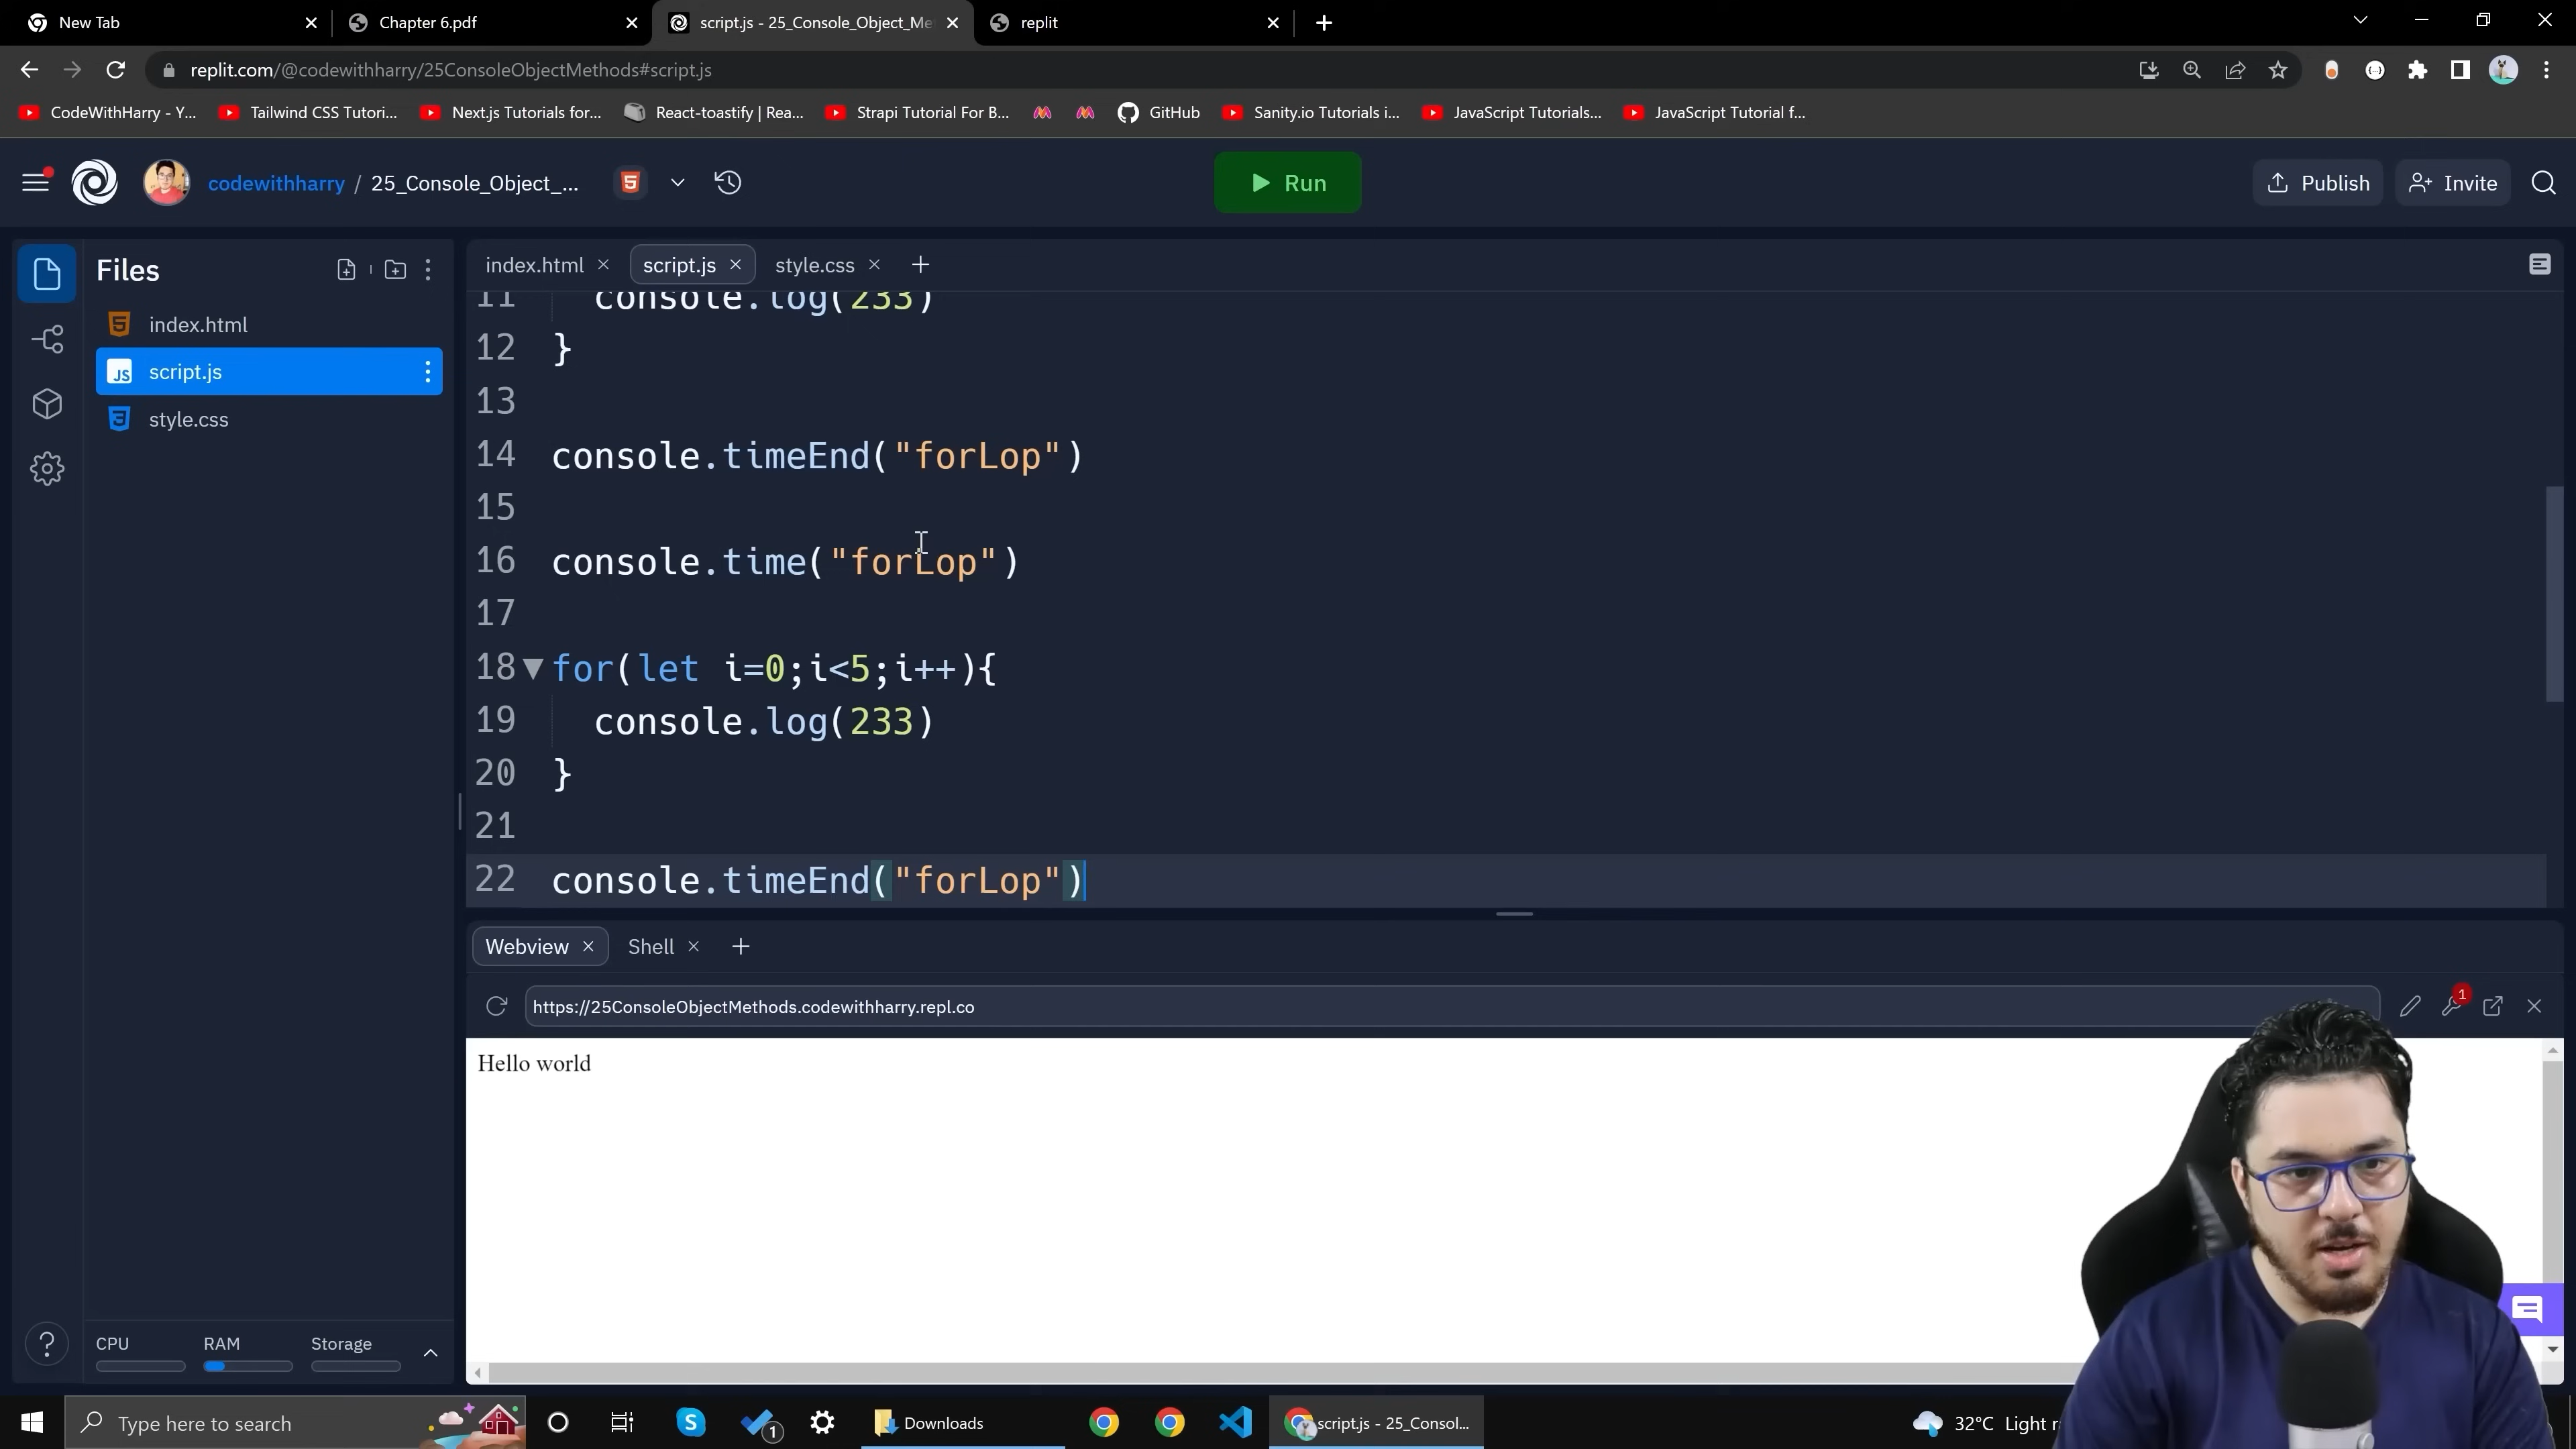 New Tab
Chapter 6.pdf
script.js - 25_Console_Object_Me
replit
replit.com/@codewithharry/25ConsoleObjectMethods#script.js
CodeWithHarry - Y...
Tailwind CSS Tutori...
Next.js Tutorials for...
React-toastify | Rea...
Strapi Tutorial For B...
GitHub
Sanity.io Tutorials i...
JavaScript Tutorials...
JavaScript Tutorial f...
codewithharry / 25_Console_Object_...
Run
Publish
Invite
Files
index.html
script.js
style.css
index.html
script.js
style.css
11 console.log(233)
12 }
13
14 console.timeEnd("forLop")
15
16 console.time("forLop")
17
18 for(let i=0;i<5;i++){
19 console.log(233)
20 }
21
22 console.timeEnd("forLop")
Webview
Shell
https://25ConsoleObjectMethods.codewithharry.repl.co
1
Hello world
CPU
RAM
Storage
Type here to search
1
Downloads
script.js - 25_Consol...
32°C Light